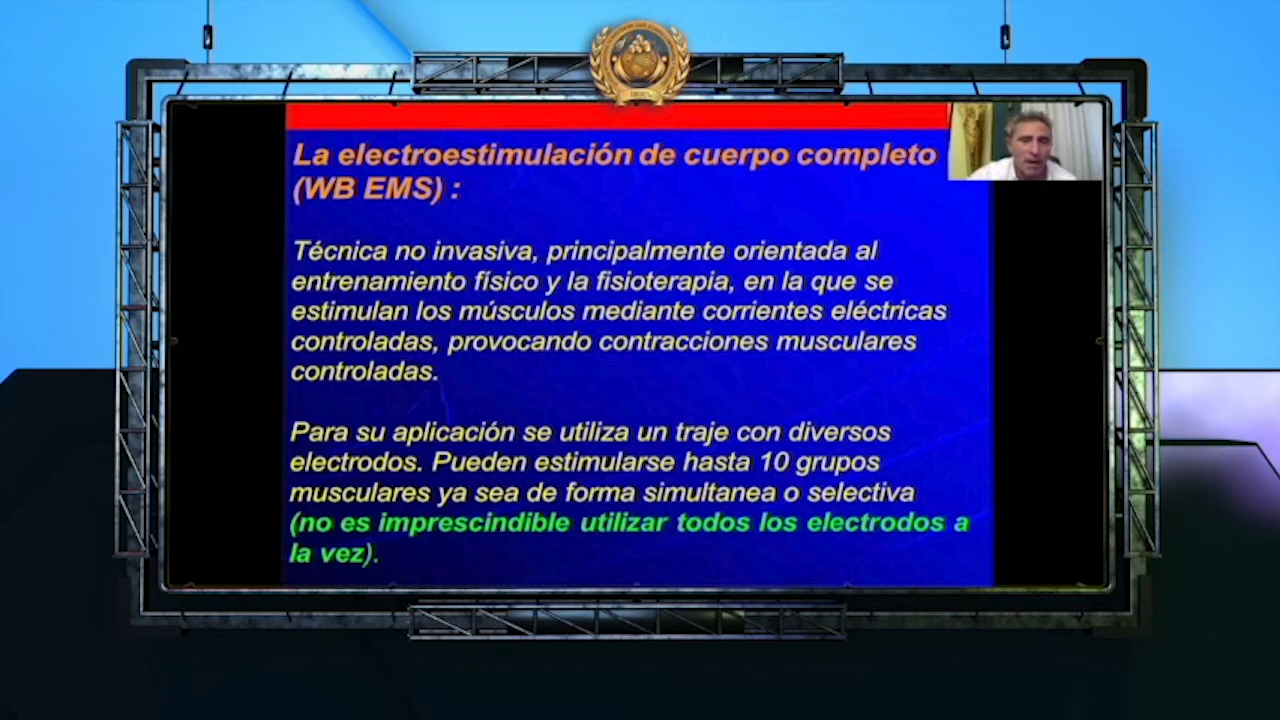 La electroestimulación de cuerpo completo
(WB EMS) :
Técnica no invasiva, principalmente orientada al
entrenamiento físico y la fisioterapia, en la que se
estimulan los músculos mediante corrientes eléctricas
controladas, provocando contracciones musculares
controladas.
Para su aplicación se utiliza un traje con diversos
electrodos. Pueden estimularse hasta 10 grupos
musculares ya sea de forma simultanea o selectiva
(no es imprescindible utilizar todos los electrodos a
la vez).